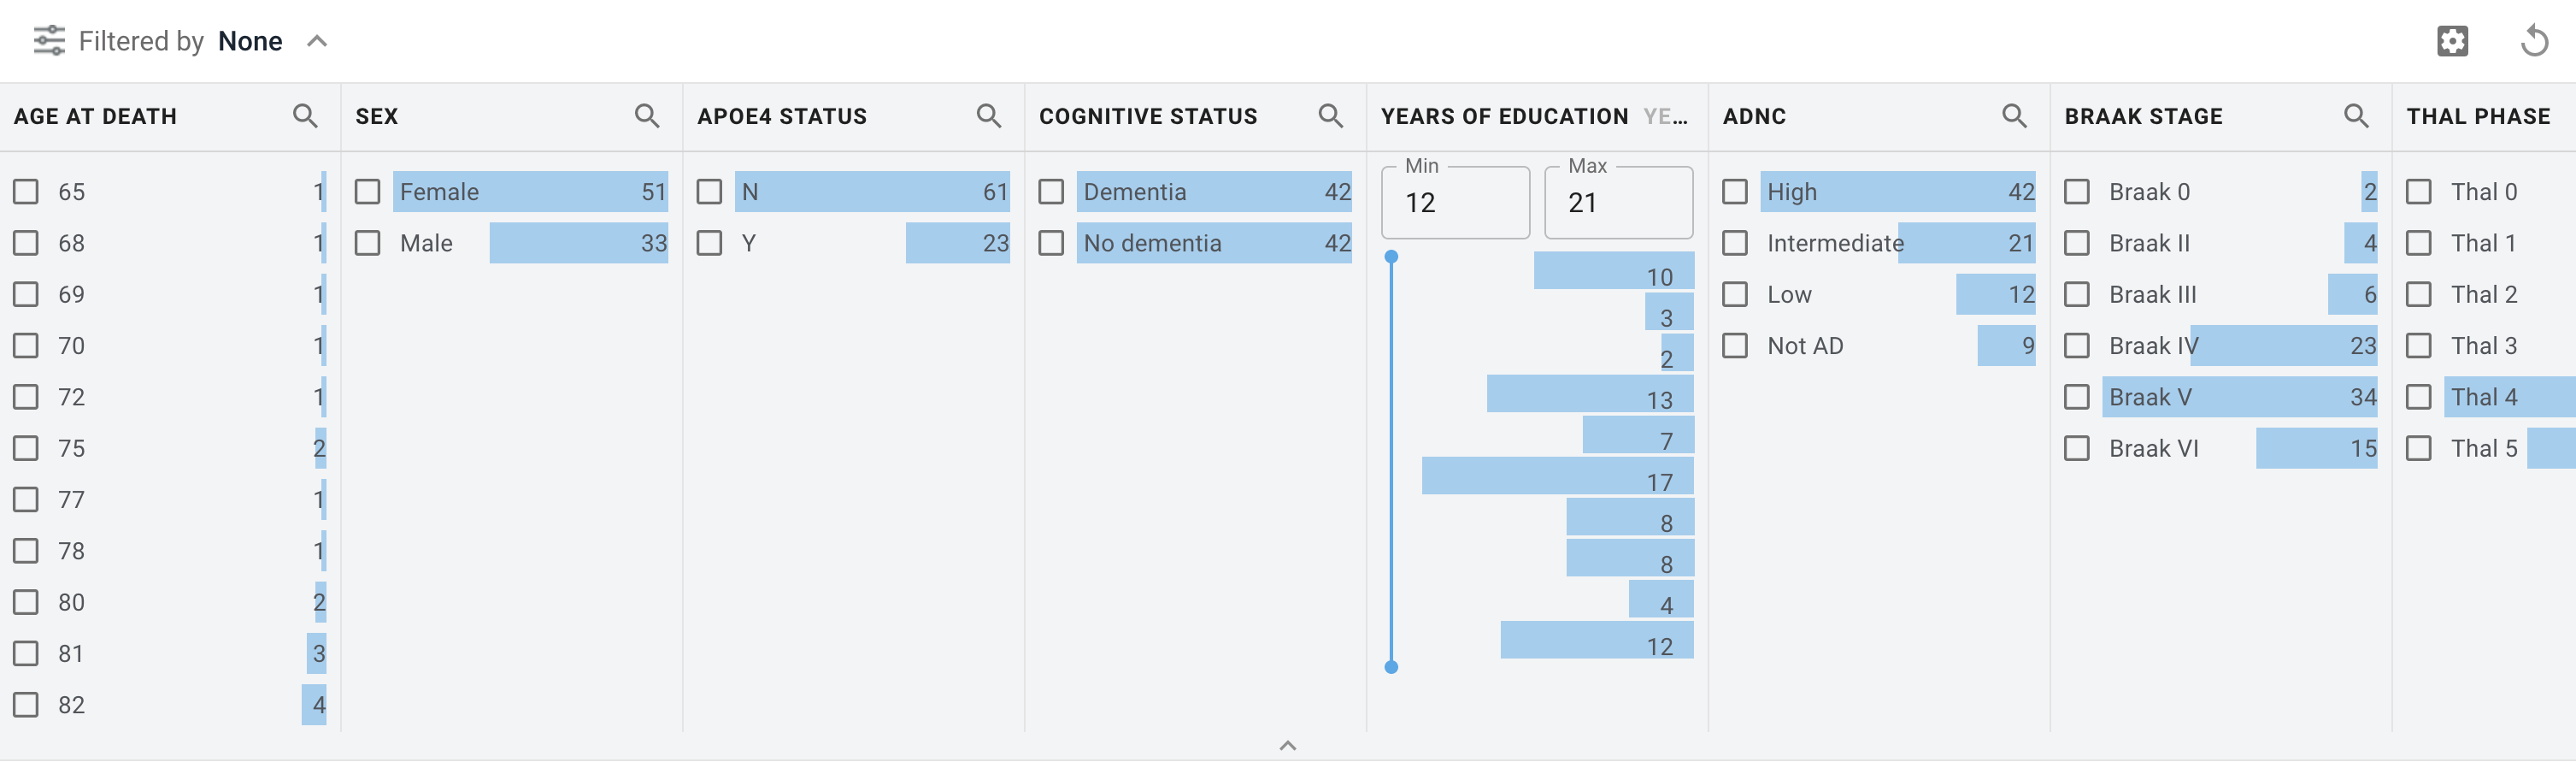 Filtered by None
AGE AT DEATH
65 1
68 1
69 1
70 1
72 1
75 2
77 1
78 1
80 2
81 3
82 4
SEX
Female 51
Male 33
APOE4 STATUS
N 61
Y 23
COGNITIVE STATUS
Dementia 42
No dementia 42
YEARS OF EDUCATION YE...
Min Max
12 21
10
3
2
13
7
17
8
8
4
12
ADNC
High 42
Intermediate 21
Low 12
Not AD 9
BRAAK STAGE
Braak 0 2
Braak II 4
Braak III 6
Braak IV 23
Braak V 34
Braak VI 15
THAL PHASE
Thal 0
Thal 1
Thal 2
Thal 3
Thal 4
Thal 5